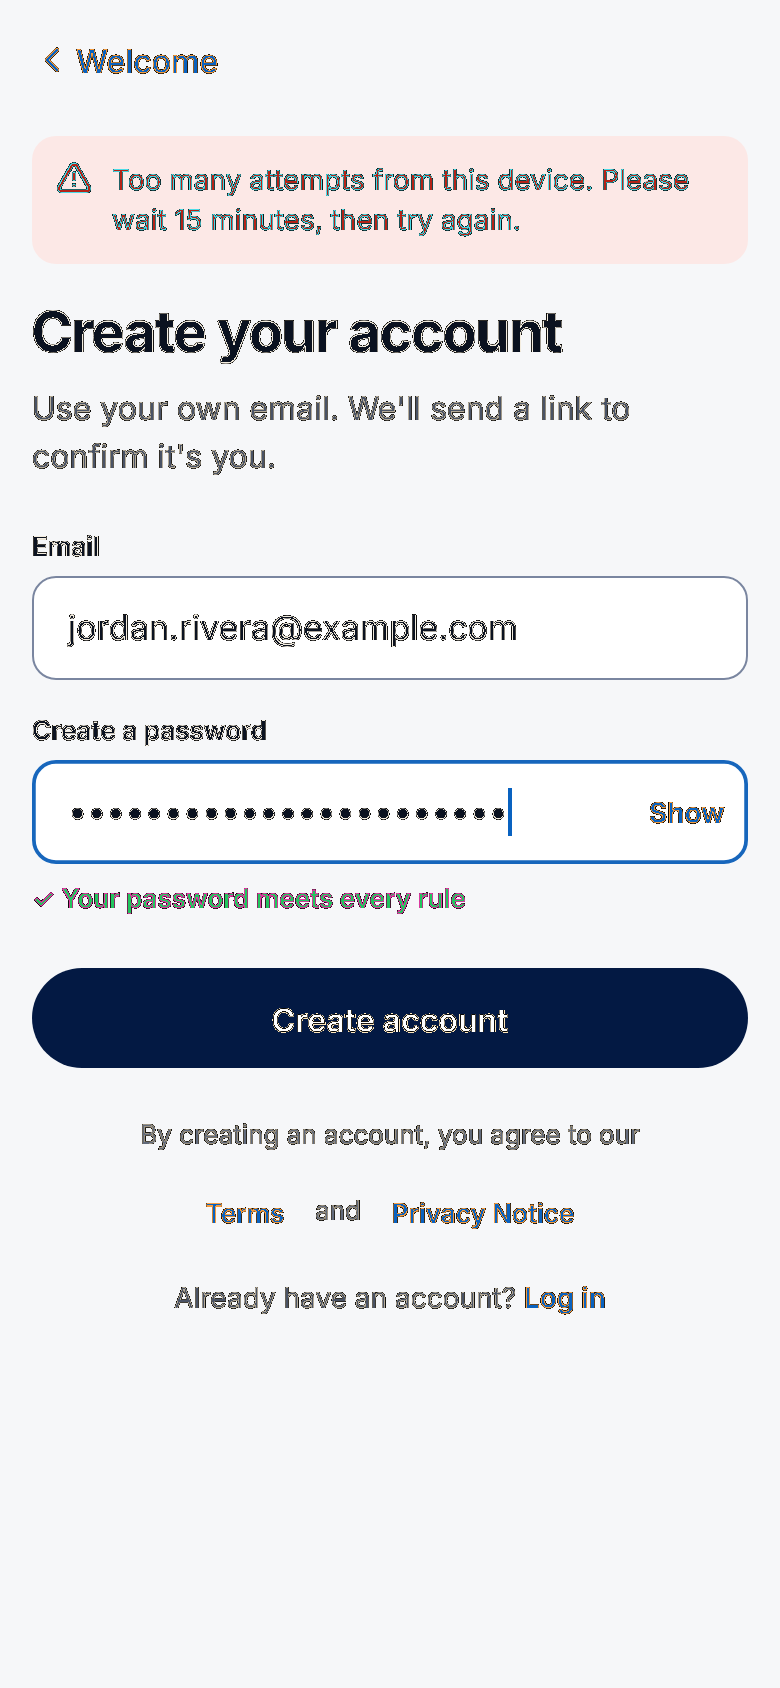 Welcome
Too many attempts from this device. Please
wait 15 minutes, then try again.
Create your account
Use your own email. We'll send a link to
confirm it's you.
Email
jordan.rivera@example.com
Create a password
•••••••••••••••••••••••
Show
✓ Your password meets every rule
Create account
By creating an account, you agree to our
Terms and Privacy Notice
Already have an account? Log in